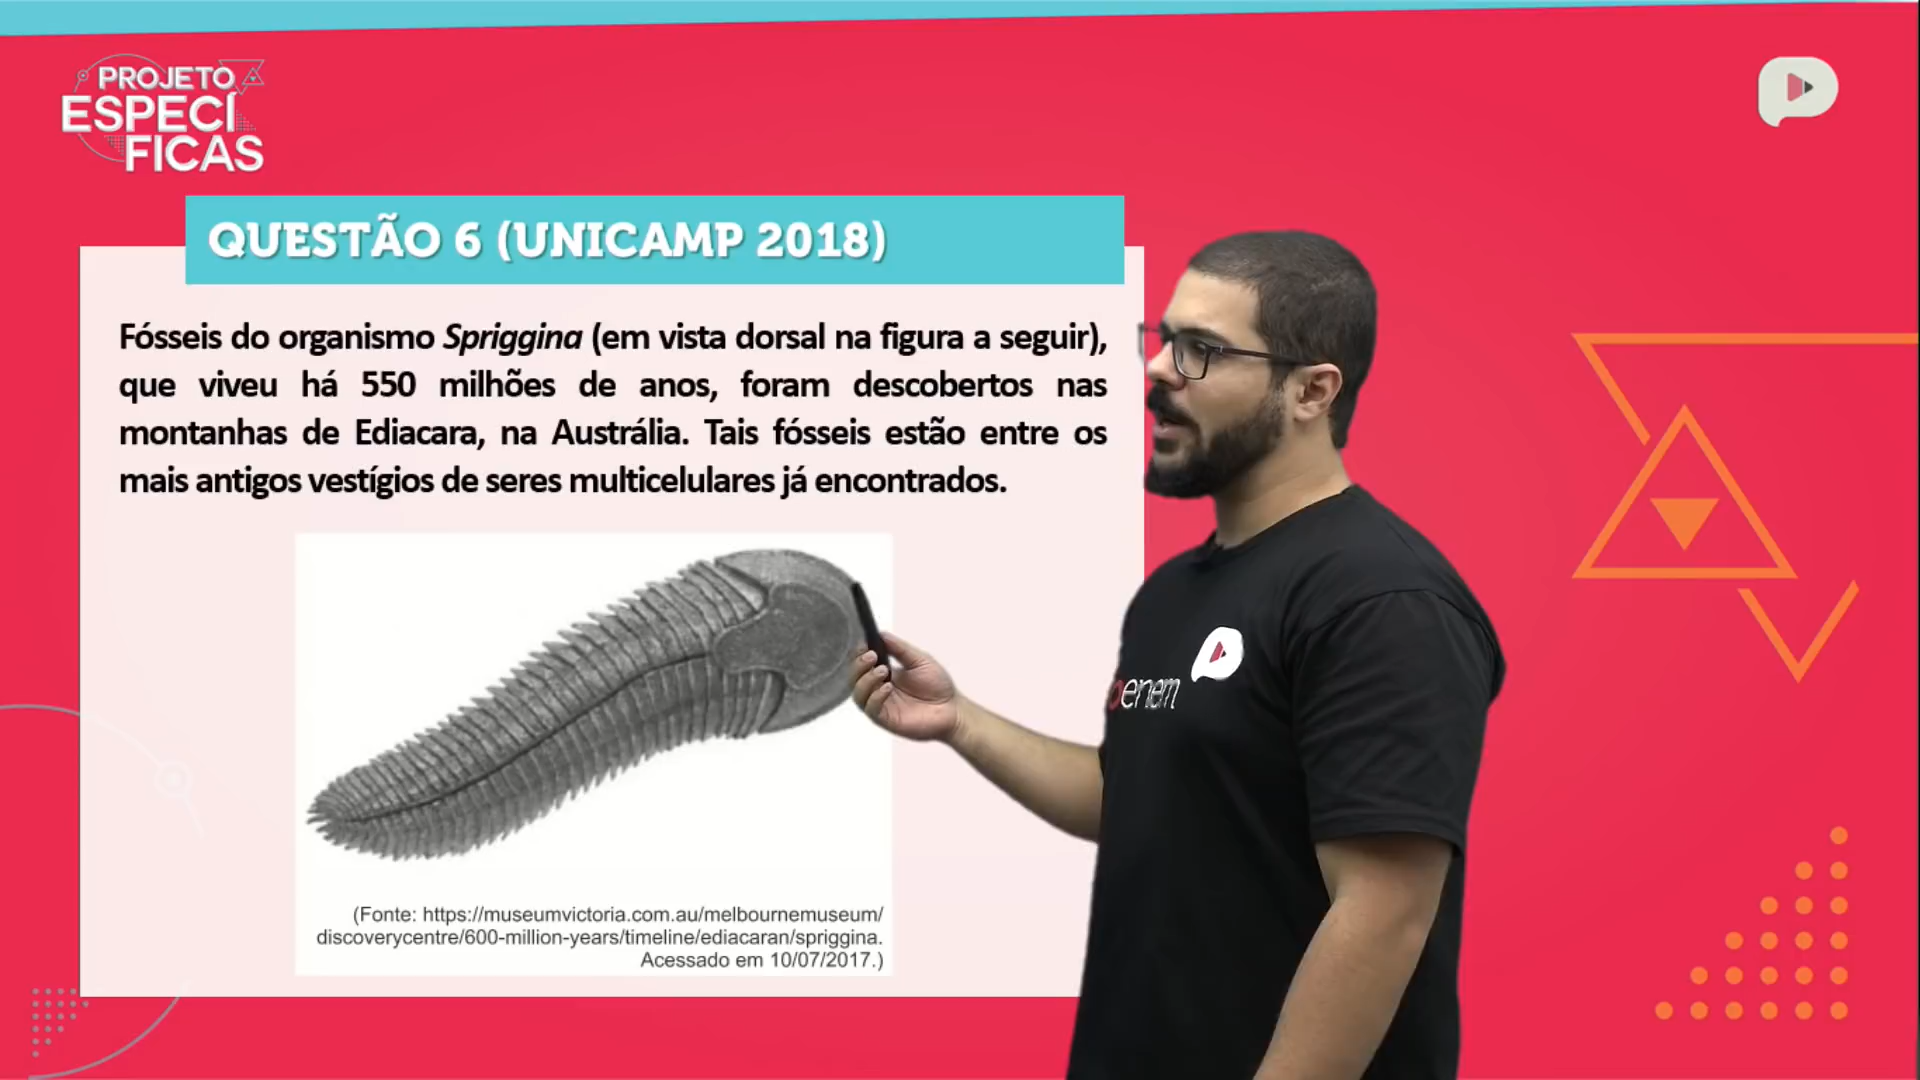 PROJETO
ESPECÍ
FICAS
QUESTÃO 6 (UNICAMP 2018)
Fósseis do organismo Spriggina (em vista dorsal na figura a seguir),
que viveu há 550 milhões de anos, foram descobertos nas
montanhas de Ediacara, na Austrália. Tais fósseis estão entre os
mais antigos vestígios de seres multicelulares já encontrados.
enem
(Fonte: https://museumvictoria.com.au/melbournemuseum/
discoverycentre/600-million-years/timeline/ediacaran/spriggina.
Acessado em 10/07/2017.)